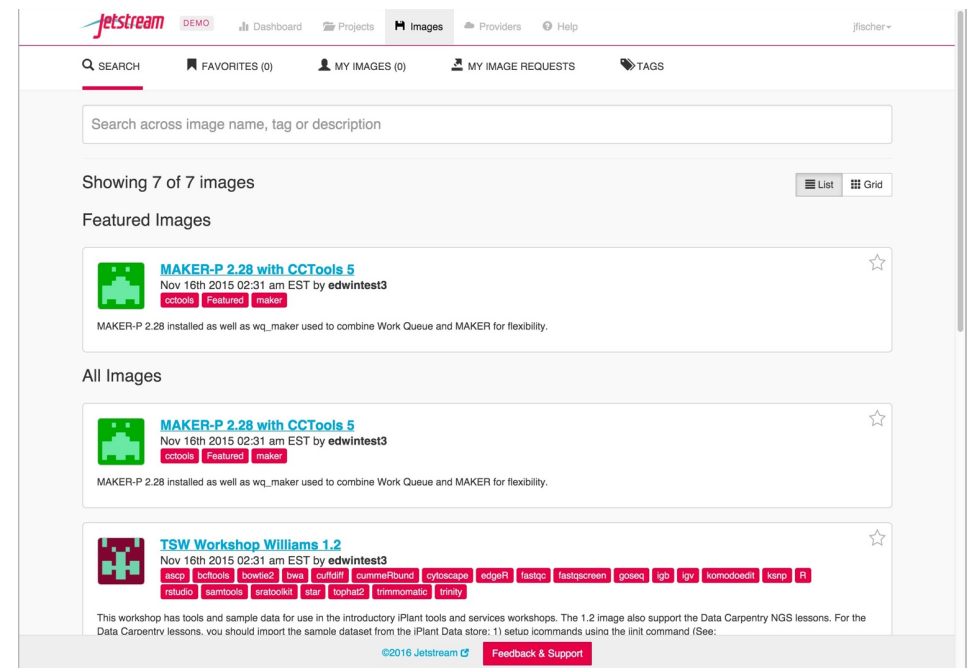 Jetstream DEMO Dashboard Projects Images Providers Help jfischer
SEARCH FAVORITES (0) MY IMAGES (0) MY IMAGE REQUESTS TAGS
Search across image name, tag or description
Showing 7 of 7 images List Grid
Featured Images
MAKER-P 2.28 with CCTools 5
Nov 16th 2015 02:31 am EST by edwintest3
cctools Featured maker
MAKER-P 2.28 installed as well as wq_maker used to combine Work Queue and MAKER for flexibility.
All Images
MAKER-P 2.28 with CCTools 5
Nov 16th 2015 02:31 am EST by edwintest3
cctools Featured maker
MAKER-P 2.28 installed as well as wq_maker used to combine Work Queue and MAKER for flexibility.
TSW Workshop Williams 1.2
Nov 16th 2015 02:31 am EST by edwintest3
ascp bcftools bowtie2 bwa cuffdiff cummeRbund cytoscape edgeR fastqc fastqscreen goseq igb igv komodoedit ksnp R
rstudio samtools sratoolkit star tophat2 trimmomatic trinity
This workshop has tools and sample data for use in the introductory iPlant tools and services workshops. The 1.2 image also support the Data Carpentry NGS lessons. For the
Data Carpentry lessons, you should import the sample dataset from the iPlant Data store: 1) setup icommands using the iinit command (See:
©2016 Jetstream Feedback & Support